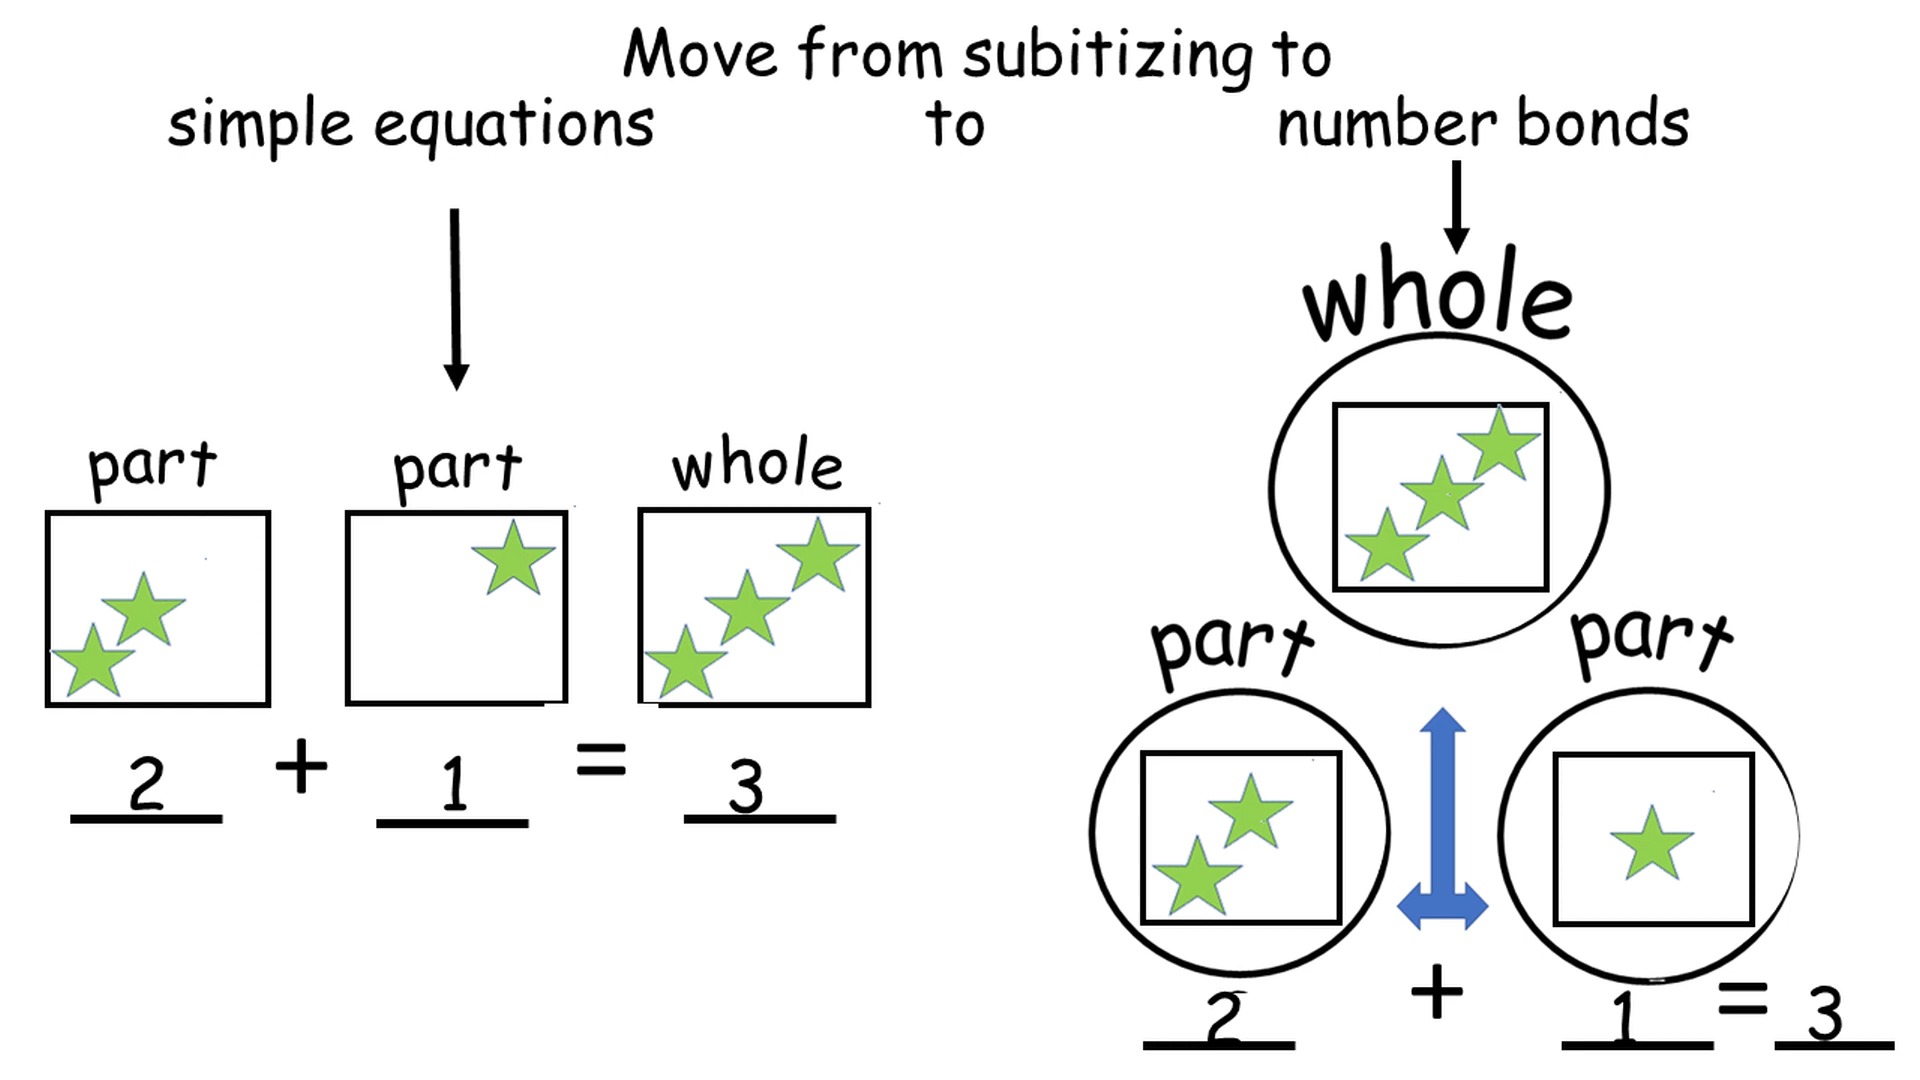 Move from subitizing to
simple equations to number bonds
part part whole
2 + 1 = 3
whole
part part
2 + 1 = 3